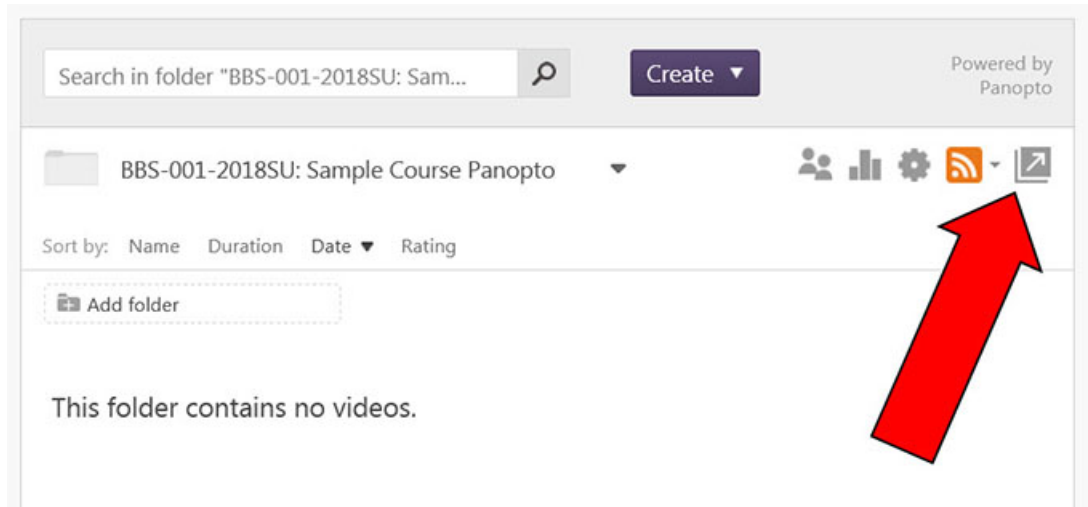 Search in folder "BBS-001-2018SU: Sam...
Create
Powered by
Panopto
BBS-001-2018SU: Sample Course Panopto
Sort by: Name Duration Date Rating
Add folder
This folder contains no videos.